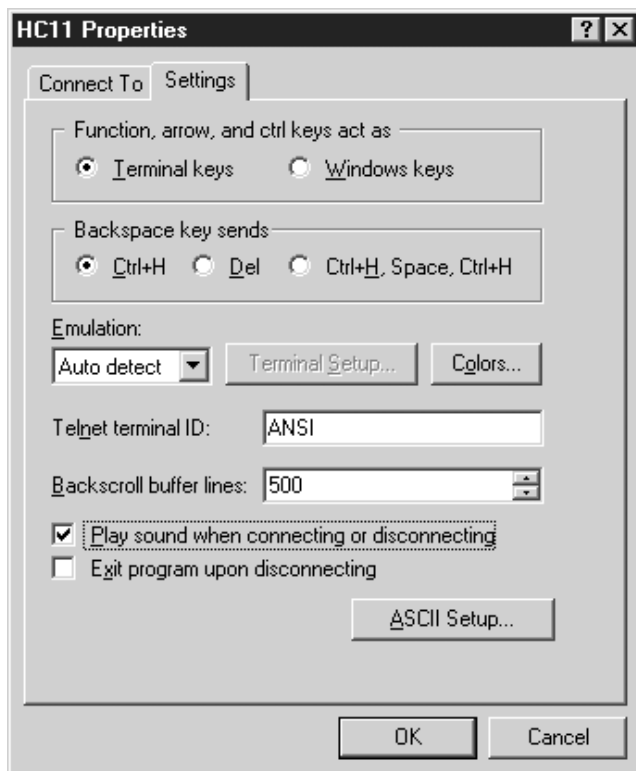 HC11 Properties ? X
Connect To Settings
Function, arrow, and ctrl keys act as
Terminal keys Windows keys
Backspace key sends
Ctrl+H Del Ctrl+H, Space, Ctrl+H
Emulation:
Auto detect Terminal Setup... Colors...
Telnet terminal ID: ANSI
Backscroll buffer lines: 500
Play sound when connecting or disconnecting
Exit program upon disconnecting
ASCII Setup...
OK Cancel